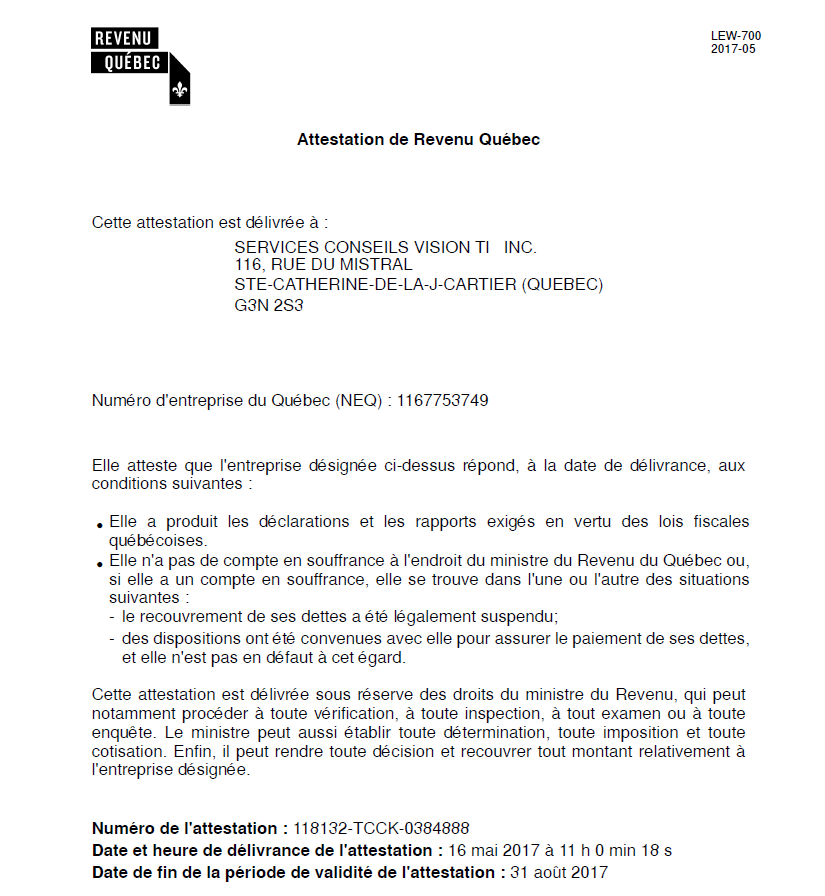 REVENU
QUÉBEC
LEW-700
2017-05
Attestation de Revenu Québec
Cette attestation est délivrée à :
SERVICES CONSEILS VISION TI INC.
116, RUE DU MISTRAL
STE-CATHERINE-DE-LA-J-CARTIER (QUEBEC)
G3N 2S3
Numéro d'entreprise du Québec (NEQ) : 1167753749
Elle atteste que l'entreprise désignée ci-dessus répond, à la date de délivrance, aux
conditions suivantes :
• Elle a produit les déclarations et les rapports exigés en vertu des lois fiscales
québécoises.
• Elle n'a pas de compte en souffrance à l'endroit du ministre du Revenu du Québec ou,
si elle a un compte en souffrance, elle se trouve dans l'une ou l'autre des situations
suivantes :
- le recouvrement de ses dettes a été légalement suspendu;
- des dispositions ont été convenues avec elle pour assurer le paiement de ses dettes,
et elle n'est pas en défaut à cet égard.
Cette attestation est délivrée sous réserve des droits du ministre du Revenu, qui peut
notamment procéder à toute vérification, à toute inspection, à tout examen ou à toute
enquête. Le ministre peut aussi établir toute détermination, toute imposition et toute
cotisation. Enfin, il peut rendre toute décision et recouvrer tout montant relativement à
l'entreprise désignée.
Numéro de l'attestation : 118132-TCCK-0384888
Date et heure de délivrance de l'attestation : 16 mai 2017 à 11 h 0 min 18 s
Date de fin de la période de validité de l'attestation : 31 août 2017